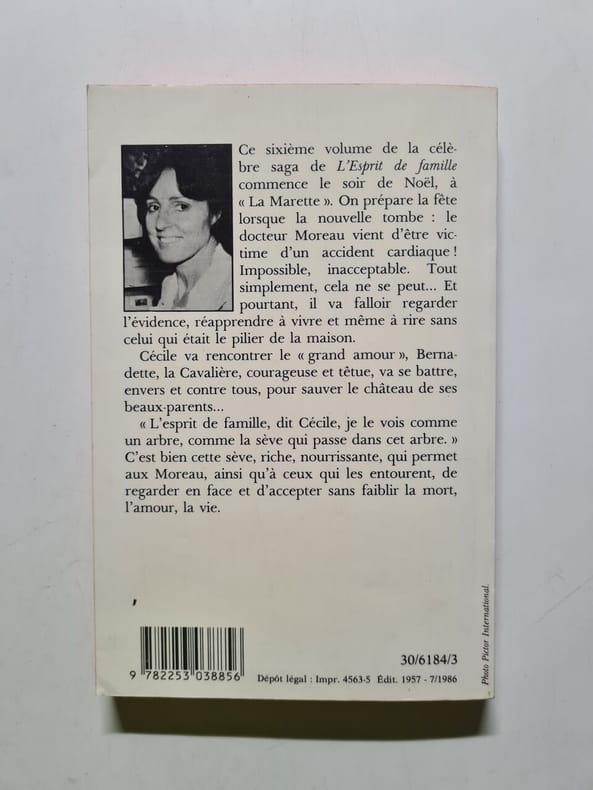 Ce sixième volume de la célè-
bre saga de L'Esprit de famille
commence le soir de Noël, à
« La Marette ». On prépare la fête
lorsque la nouvelle tombe : le
docteur Moreau vient d'être vic-
time d'un accident cardiaque !
Impossible, inacceptable. Tout
simplement, cela ne se peut... Et
pourtant, il va falloir regarder
l'évidence, réapprendre à vivre et même à rire sans
celui qui était le pilier de la maison.
Cécile va rencontrer le « grand amour », Berna-
dette, la Cavalière, courageuse et têtue, va se battre,
envers et contre tous, pour sauver le château de ses
beaux-parents...
« L'esprit de famille, dit Cécile, je le vois comme
un arbre, comme la sève qui passe dans cet arbre. »
C'est bien cette sève, riche, nourrissante, qui permet
aux Moreau, ainsi qu'à ceux qui les entourent, de
regarder en face et d'accepter sans faiblir la mort,
l'amour, la vie.
9 782253 038856
30/6184/3
Dépôt légal : Impr. 4563-5 Édit. 1957 - 7/1986
Photo Pictor International.